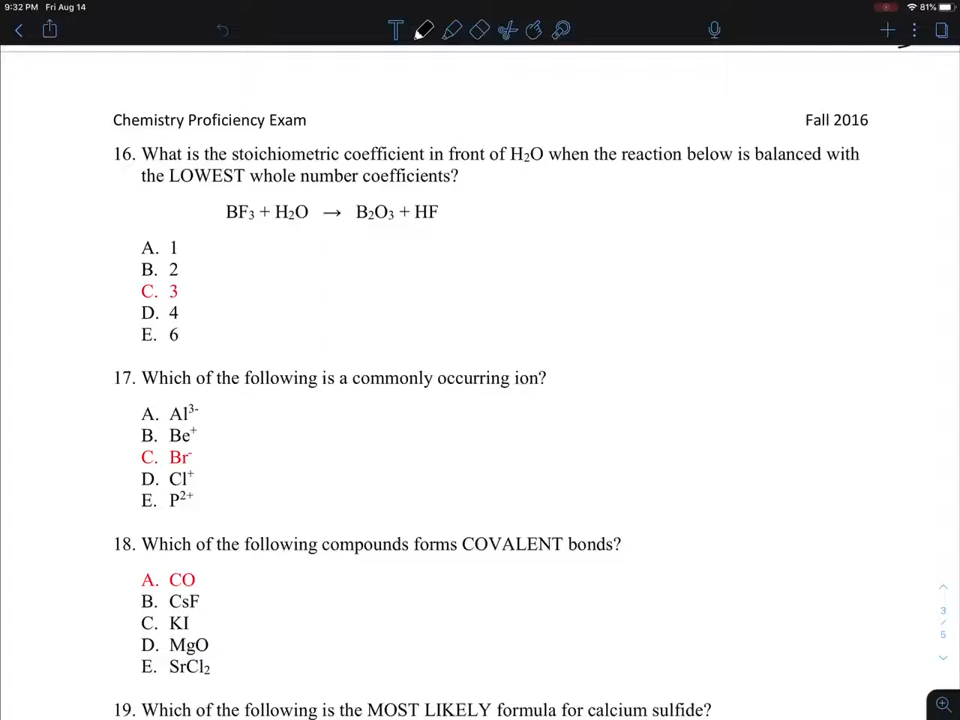 9:32 PM Fri Aug 14
81%
T
Chemistry Proficiency Exam Fall 2016
16. What is the stoichiometric coefficient in front of H₂O when the reaction below is balanced with
the LOWEST whole number coefficients?
BF₃ + H₂O → B₂O₃ + HF
A. 1
B. 2
C. 3
D. 4
E. 6
17. Which of the following is a commonly occurring ion?
A. Al³⁻
B. Be⁺
C. Br⁻
D. Cl⁺
E. P²⁺
18. Which of the following compounds forms COVALENT bonds?
A. CO
B. CsF
C. KI
D. MgO
E. SrCl₂
3
/
5
19. Which of the following is the MOST LIKELY formula for calcium sulfide?